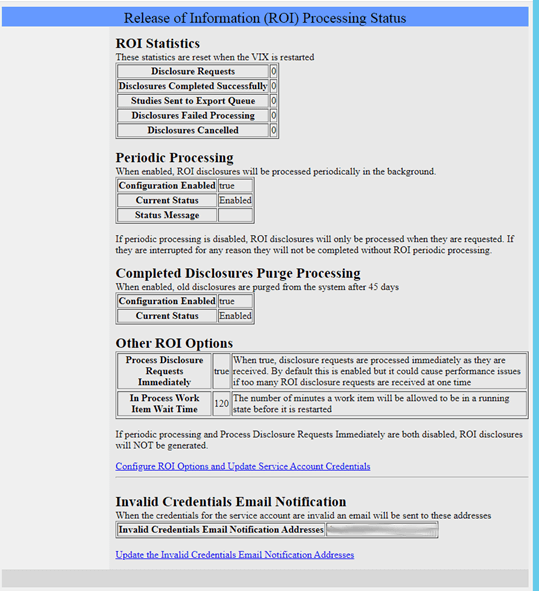 Release of Information (ROI) Processing Status
ROI Statistics
These statistics are reset when the VIX is restarted
Disclosure Requests 0
Disclosures Completed Successfully 0
Studies Sent to Export Queue 0
Disclosures Failed Processing 0
Disclosures Cancelled 0
Periodic Processing
When enabled, ROI disclosures will be processed periodically in the background.
Configuration Enabled true
Current Status Enabled
Status Message
If periodic processing is disabled, ROI disclosures will only be processed when they are requested. If
they are interrupted for any reason they will not be completed without ROI periodic processing.
Completed Disclosures Purge Processing
When enabled, old disclosures are purged from the system after 45 days
Configuration Enabled true
Current Status Enabled
Other ROI Options
Process Disclosure
Requests
Immediately
true
When true, disclosure requests are processed immediately as they are
received. By default this is enabled but it could cause performance issues
if too many ROI disclosure requests are received at one time
In Process Work
Item Wait Time
120
The number of minutes a work item will be allowed to be in a running
state before it is restarted
If periodic processing and Process Disclosure Requests Immediately are both disabled, ROI disclosures
will NOT be generated.
Configure ROI Options and Update Service Account Credentials
Invalid Credentials Email Notification
When the credentials for the service account are invalid an email will be sent to these addresses
Invalid Credentials Email Notification Addresses
Update the Invalid Credentials Email Notification Addresses